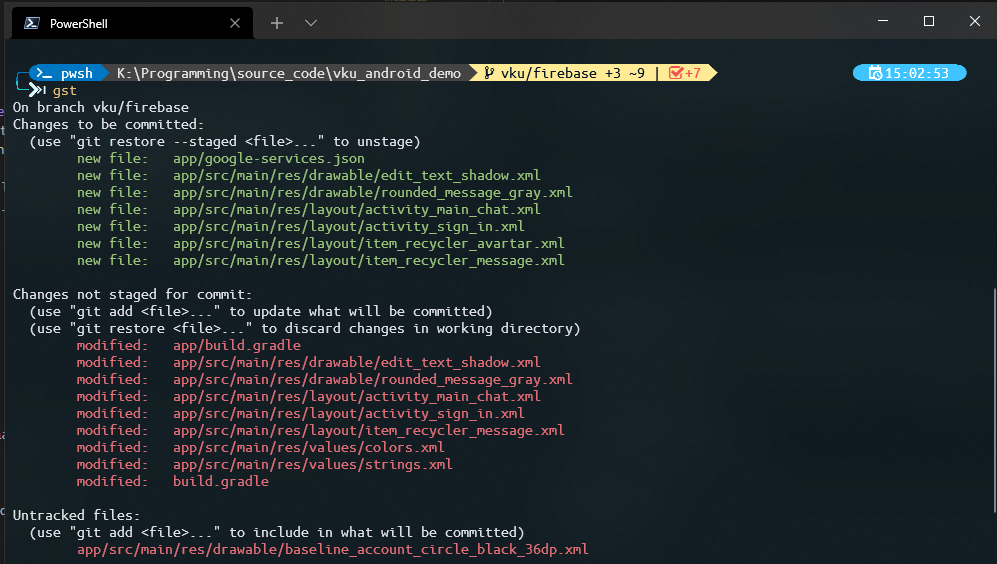 PowerShell
pwsh K:\Programming\source_code\vku_android_demo vku/firebase +3 ~9 | +7 15:02:53
gst
On branch vku/firebase
Changes to be committed:
(use "git restore --staged <file>..." to unstage)
new file: app/google-services.json
new file: app/src/main/res/drawable/edit_text_shadow.xml
new file: app/src/main/res/drawable/rounded_message_gray.xml
new file: app/src/main/res/layout/activity_main_chat.xml
new file: app/src/main/res/layout/activity_sign_in.xml
new file: app/src/main/res/layout/item_recycler_avartar.xml
new file: app/src/main/res/layout/item_recycler_message.xml
Changes not staged for commit:
(use "git add <file>..." to update what will be committed)
(use "git restore <file>..." to discard changes in working directory)
modified: app/build.gradle
modified: app/src/main/res/drawable/edit_text_shadow.xml
modified: app/src/main/res/drawable/rounded_message_gray.xml
modified: app/src/main/res/layout/activity_main_chat.xml
modified: app/src/main/res/layout/activity_sign_in.xml
modified: app/src/main/res/layout/item_recycler_message.xml
modified: app/src/main/res/values/colors.xml
modified: app/src/main/res/values/strings.xml
modified: build.gradle
Untracked files:
(use "git add <file>..." to include in what will be committed)
app/src/main/res/drawable/baseline_account_circle_black_36dp.xml